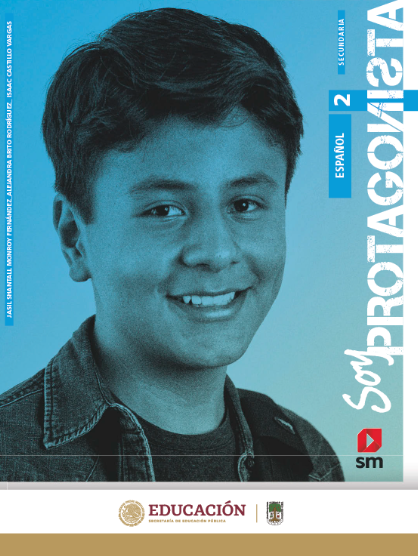 JASIL SHANTALL MONROY FERNÁNDEZ, ALEJANDRA BRITO RODRÍGUEZ, ISAAC CASTILLO VARGAS
SECUNDARIA
2
ESPAÑOL
Soy
PROTAGONISTA
sm
EDUCACIÓN
SECRETARÍA DE EDUCACIÓN PÚBLICA